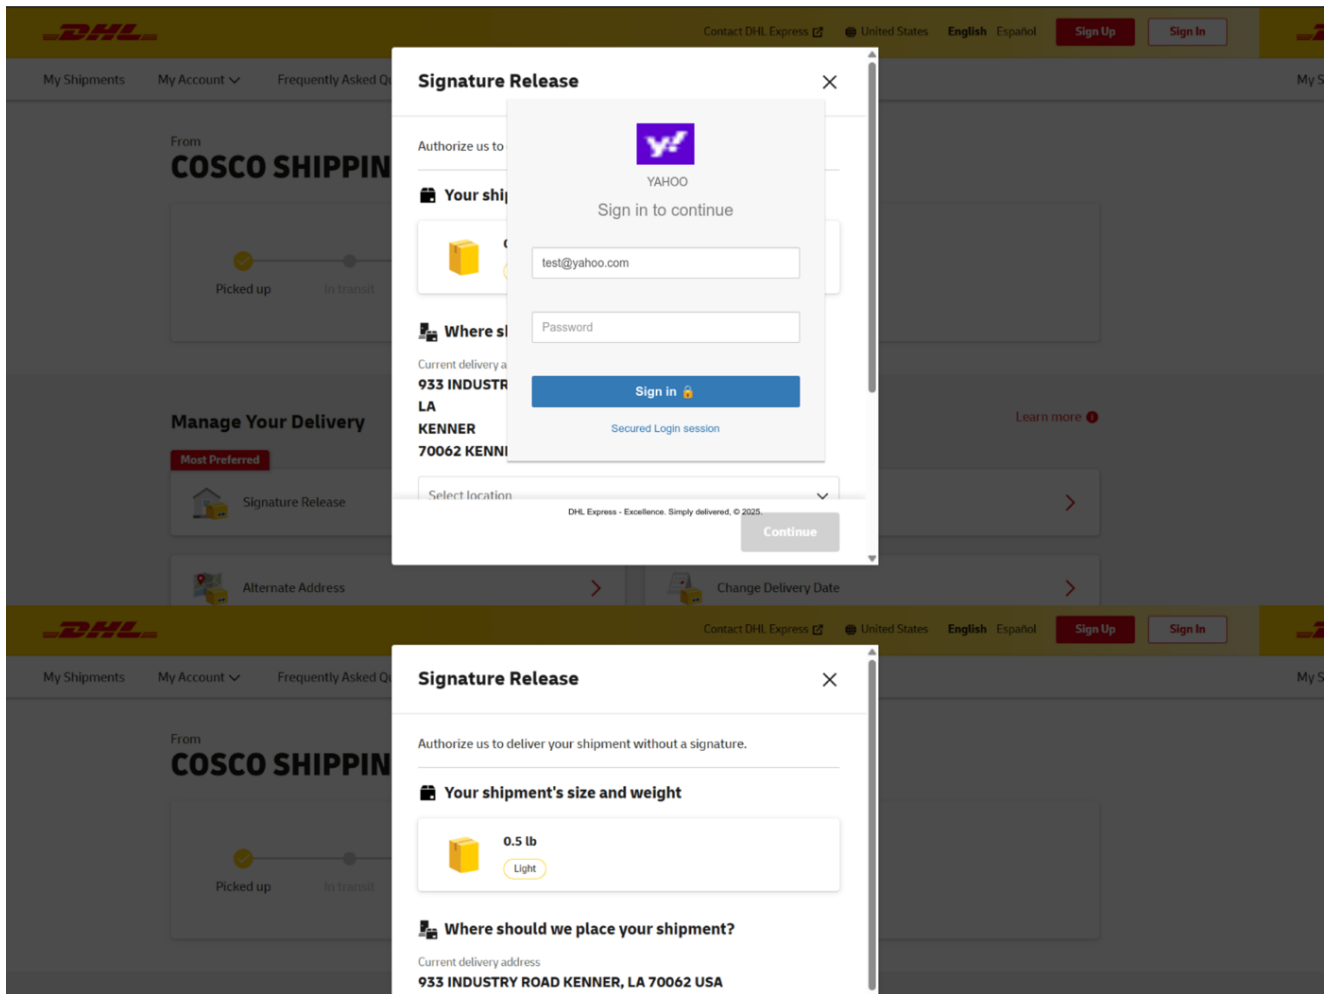 DHL
Contact DHL Express
United States
English
Español
Sign Up
Sign In
My Shipments
My Account
Frequently Asked
My
Signature Release
From
COSCO SHIPPIN
Authorize us to
y!
YAHOO
Sign in to continue
Your ship
test@yahoo.com
Picked up
In transit
Password
Where sh
Current delivery a
933 INDUSTR
LA
KENNER
70062 KENN
Sign in
Secured Login session
Manage Your Delivery
Learn more
Most Preferred
Signature Release
Select location
DHL Express - Excellence. Simply delivered, © 2025.
Continue
Alternate Address
Change Delivery Date
DHL
Contact DHL Express
United States
English
Español
Sign Up
Sign In
My Shipments
My Account
Frequently Asked
My
Signature Release
From
COSCO SHIPPIN
Authorize us to deliver your shipment without a signature.
Your shipment's size and weight
0.5 lb
Light
Picked up
In transit
Where should we place your shipment?
Current delivery address
933 INDUSTRY ROAD KENNER, LA 70062 USA